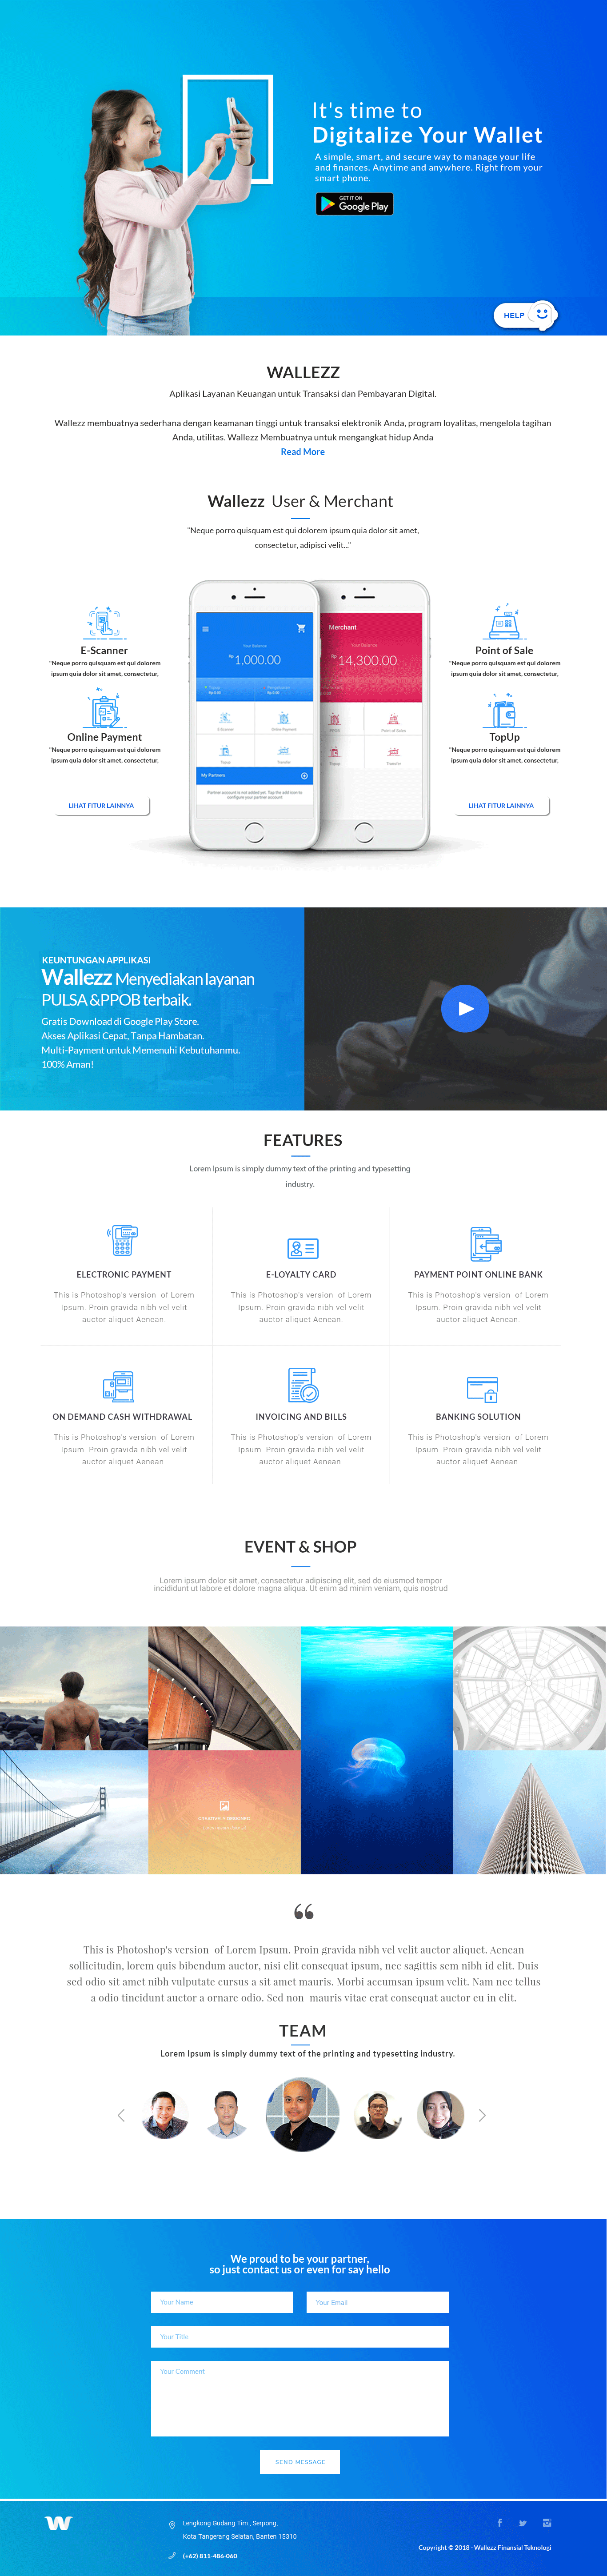 It's time to
Digitalize Your Wallet
A simple, smart, and secure way to manage your life
and finances. Anytime and anywhere. Right from your
smart phone.
GET IT ON
Google Play
HELP
WALLEZZ
Aplikasi Layanan Keuangan untuk Transaksi dan Pembayaran Digital.
Wallezz membuatnya sederhana dengan keamanan tinggi untuk transaksi elektronik Anda, program loyalitas, mengelola tagihan
Anda, utilitas. Wallezz Membuatnya untuk mengangkat hidup Anda
Read More
Wallezz User & Merchant
"Neque porro quisquam est qui dolorem ipsum quia dolor sit amet,
consectetur, adipisci velit..."
E-Scanner
"Neque porro quisquam est qui dolorem
ipsum quia dolor sit amet, consectetur,
Online Payment
"Neque porro quisquam est qui dolorem
ipsum quia dolor sit amet, consectetur,
LIHAT FITUR LAINNYA
Your Balance
Rp 1,000.00
E-Scanner
Online Payment
Topup
Transfer
My Partners
Partner account is not added yet. Tap the add icon to
configure your partner account.
Merchant
Your Balance
Rp 14,300.00
Transfer
Point of Sale
"Neque porro quisquam est qui dolorem
ipsum quia dolor sit amet, consectetur,
TopUp
"Neque porro quisquam est qui dolorem
ipsum quia dolor sit amet, consectetur,
LIHAT FITUR LAINNYA
KEUNTUNGAN APPLIKASI
Wallezz Menyediakan layanan
PULSA &PPOB terbaik.
Gratis Download di Google Play Store.
Akses Aplikasi Cepat, Tanpa Hambatan.
Multi-Payment untuk Memenuhi Kebutuhanmu.
100% Aman!
FEATURES
Lorem Ipsum is simply dummy text of the printing and typesetting
industry.
ELECTRONIC PAYMENT
This is Photoshop's version of Lorem
Ipsum. Proin gravida nibh vel velit
auctor aliquet Aenean.
E-LOYALTY CARD
This is Photoshop's version of Lorem
Ipsum. Proin gravida nibh vel velit
auctor aliquet Aenean.
PAYMENT POINT ONLINE BANK
This is Photoshop's version of Lorem
Ipsum. Proin gravida nibh vel velit
auctor aliquet Aenean.
ON DEMAND CASH WITHDRAWAL
This is Photoshop's version of Lorem
Ipsum. Proin gravida nibh vel velit
auctor aliquet Aenean.
INVOICING AND BILLS
This is Photoshop's version of Lorem
Ipsum. Proin gravida nibh vel velit
auctor aliquet Aenean.
BANKING SOLUTION
This is Photoshop's version of Lorem
Ipsum. Proin gravida nibh vel velit
auctor aliquet Aenean.
EVENT & SHOP
Lorem ipsum dolor sit amet, consectetur adipiscing elit, sed do eiusmod tempor
incididunt ut labore et dolore magna aliqua. Ut enim ad minim veniam, quis nostrud
CREATIVELY DESIGNED
“
This is Photoshop's version of Lorem Ipsum. Proin gravida nibh vel velit auctor aliquet. Aenean
sollicitudin, lorem quis bibendum auctor, nisi elit consequat ipsum, nec sagittis sem nibh id elit. Duis
sed odio sit amet nibh vulputate cursus a sit amet mauris. Morbi accumsan ipsum velit. Nam nec tellus
a odio tincidunt auctor a ornare odio. Sed non mauris vitae erat consequat auctor eu in elit.
TEAM
Lorem Ipsum is simply dummy text of the printing and typesetting industry.
We proud to be your partner,
so just contact us or even for say hello
Your Name
Your Email
Your Title
Your Comment
SEND MESSAGE
W
Lengkong Gudang Tim., Serpong,
Kota Tangerang Selatan, Banten 15310
(+62) 811-486-060
Copyright © 2018 - Wallezz Finansial Teknologi